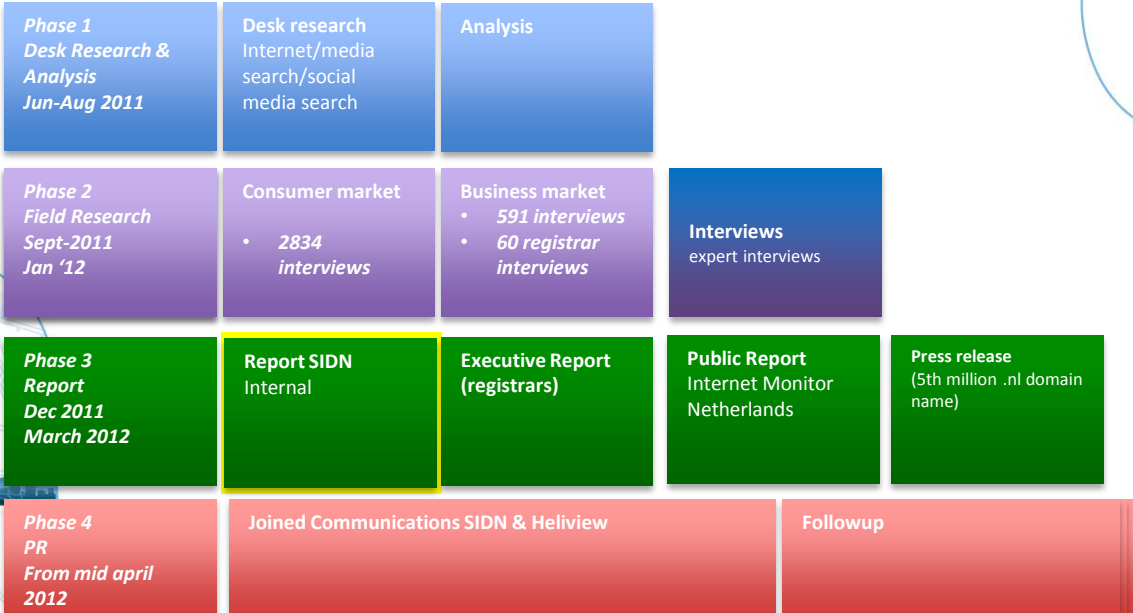 Phase 1
Desk Research &
Analysis
Jun-Aug 2011
Desk research
Internet/media
search/social
media search
Analysis
Phase 2
Field Research
Sept-2011
Jan ‘12
Consumer market
• 2834
interviews
Business market
• 591 interviews
• 60 registrar
interviews
Interviews
expert interviews
Phase 3
Report
Dec 2011
March 2012
Report SIDN
Internal
Executive Report
(registrars)
Public Report
Internet Monitor
Netherlands
Press release
(5th million .nl domain
name)
Phase 4
PR
From mid april
2012
Joined Communications SIDN & Heliview
Followup